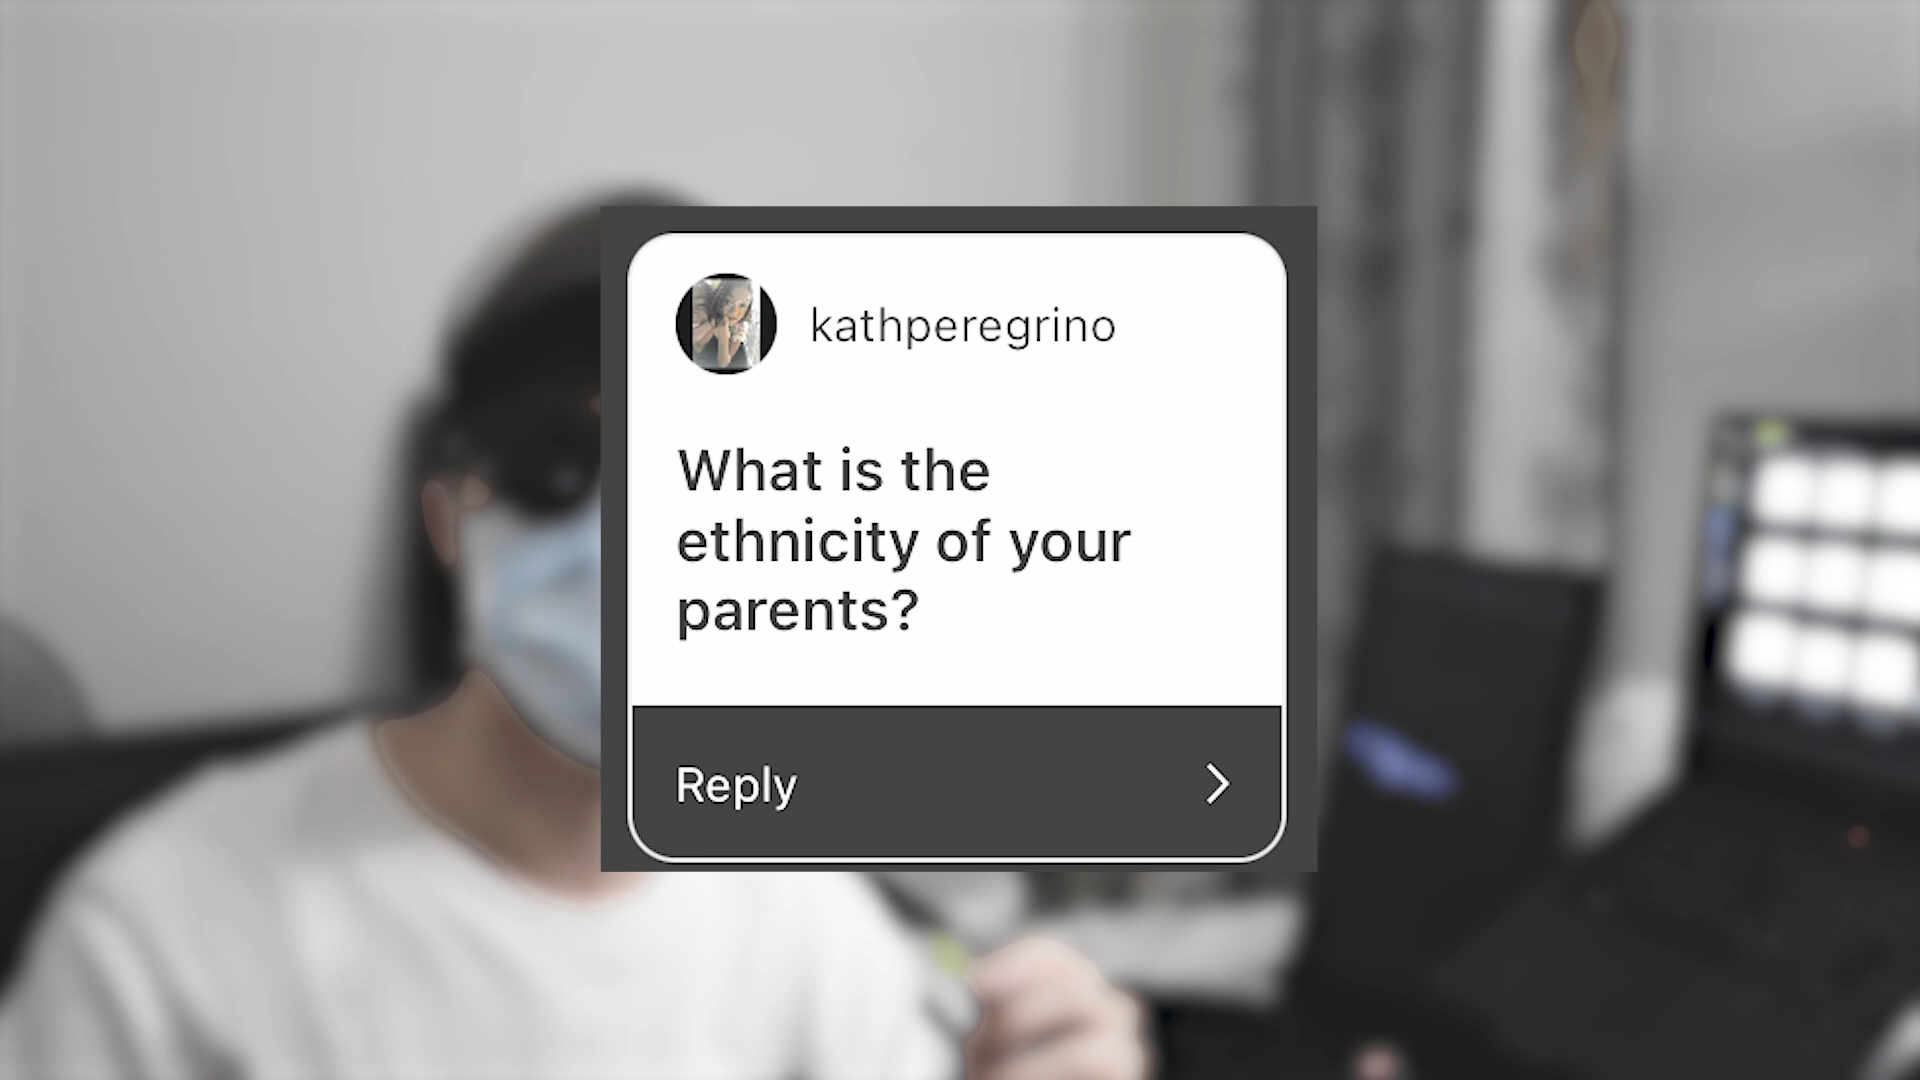 kathperegrino
What is the
ethnicity of your
parents?
Reply